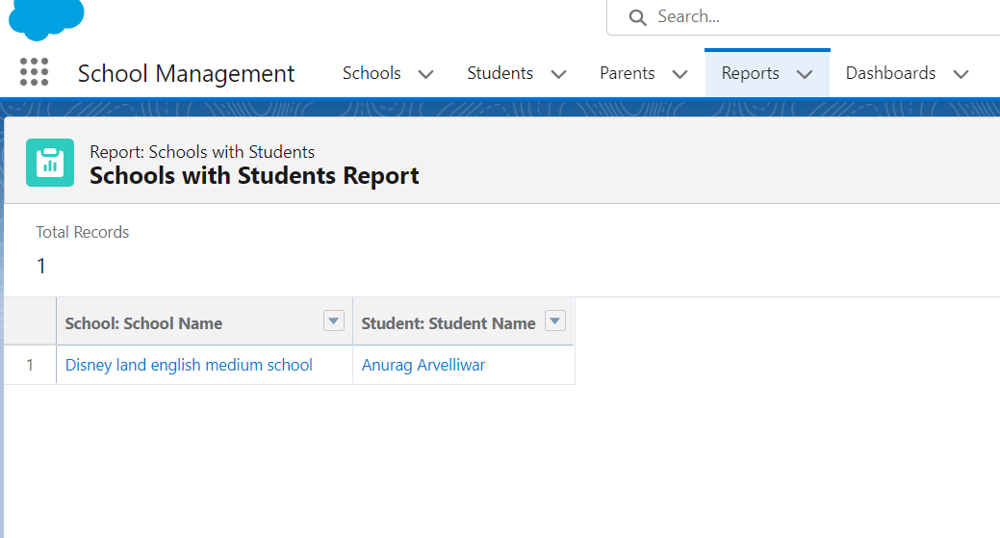 Search...
School Management Schools Students Parents Reports Dashboards
Report: Schools with Students
Schools with Students Report
Total Records
1
School: School Name Student: Student Name
1 Disney land english medium school Anurag Arvelliwar